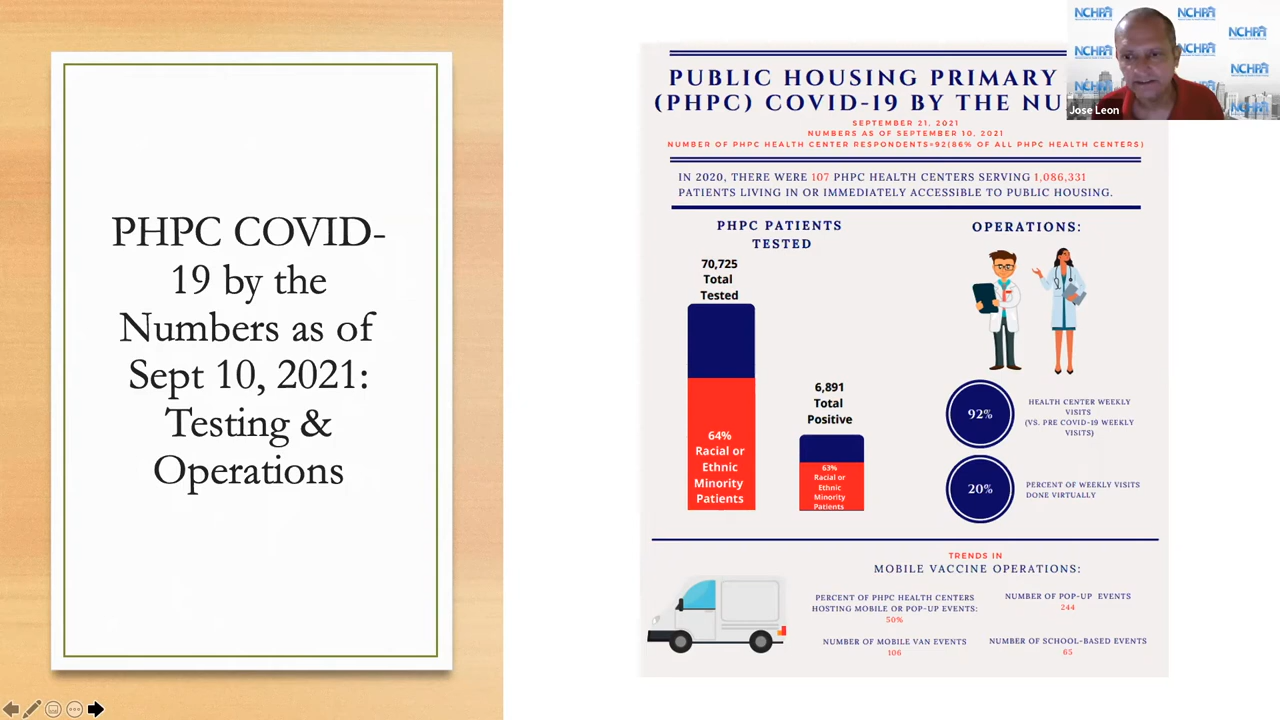 PHPC COVID-
19 by the
Numbers as of
Sept 10, 2021:
Testing &
Operations
PUBLIC HOUSING PRIMARY
(PHPC) COVID-19 BY THE NU
SEPTEMBER 21, 2021
NUMBERS AS OF SEPTEMBER 10, 2021
NUMBER OF PHPC HEALTH CENTER RESPONDENTS=92(86% OF ALL PHPC HEALTH CENTERS)
IN 2020, THERE WERE 107 PHPC HEALTH CENTERS SERVING 1,086,331
PATIENTS LIVING IN OR IMMEDIATELY ACCESSIBLE TO PUBLIC HOUSING.
PHPC PATIENTS
TESTED
70,725
Total
Tested
64%
Racial or
Ethnic
Minority
Patients
6,891
Total
Positive
63%
Racial or
Ethnic
Minority
Patients
OPERATIONS:
92%
HEALTH CENTER WEEKLY
VISITS
(VS. PRE COVID-19 WEEKLY
VISITS)
20%
PERCENT OF WEEKLY VISITS
DONE VIRTUALLY
TRENDS IN
MOBILE VACCINE OPERATIONS:
PERCENT OF PHPC HEALTH CENTERS
HOSTING MOBILE OR POP-UP EVENTS:
50%
NUMBER OF POP-UP EVENTS
244
NUMBER OF MOBILE VAN EVENTS
106
NUMBER OF SCHOOL-BASED EVENTS
65
NCHPH
NCHPH
NCHPH
NCHPH
NCHPH
NCHPH
Jose Leon